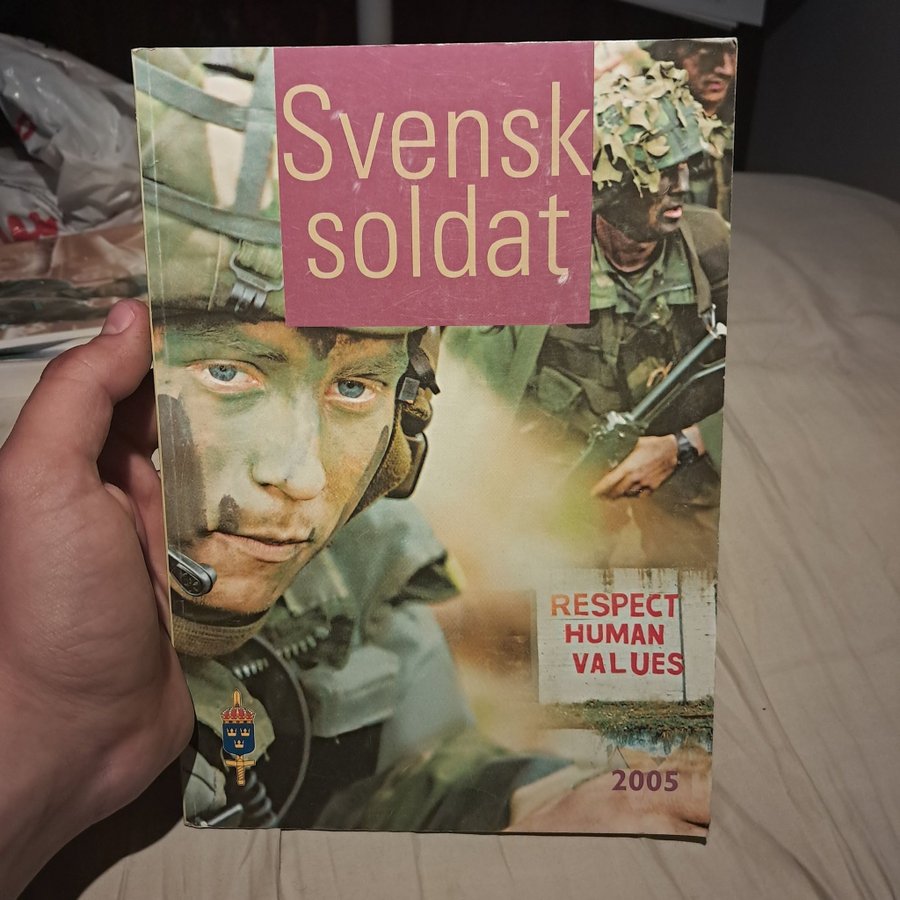 Svensk
soldat
RESPECT
HUMAN
VALUES
2005